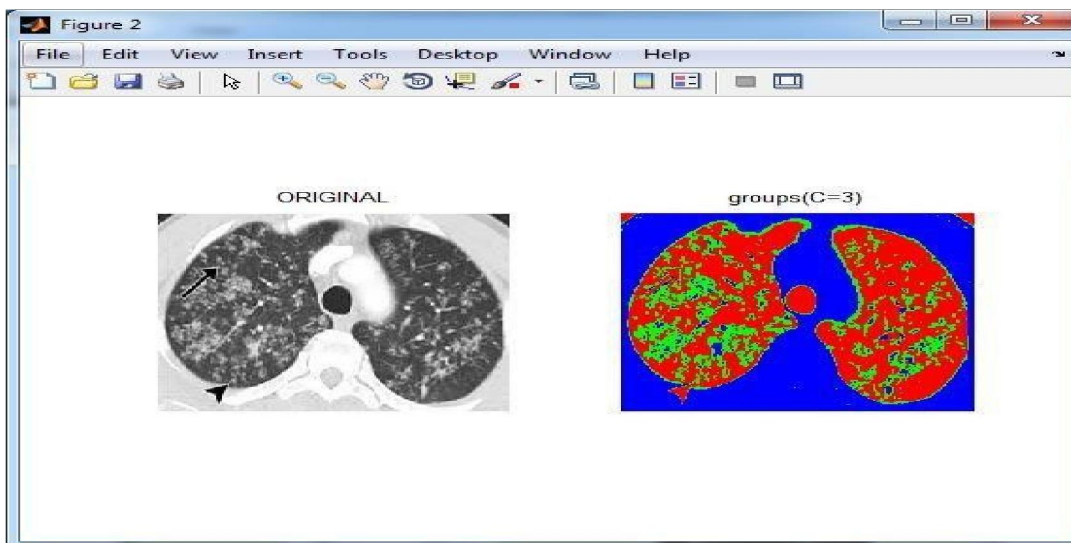 Figure 2
File Edit View Insert Tools Desktop Window Help
ORIGINAL groups(C=3)